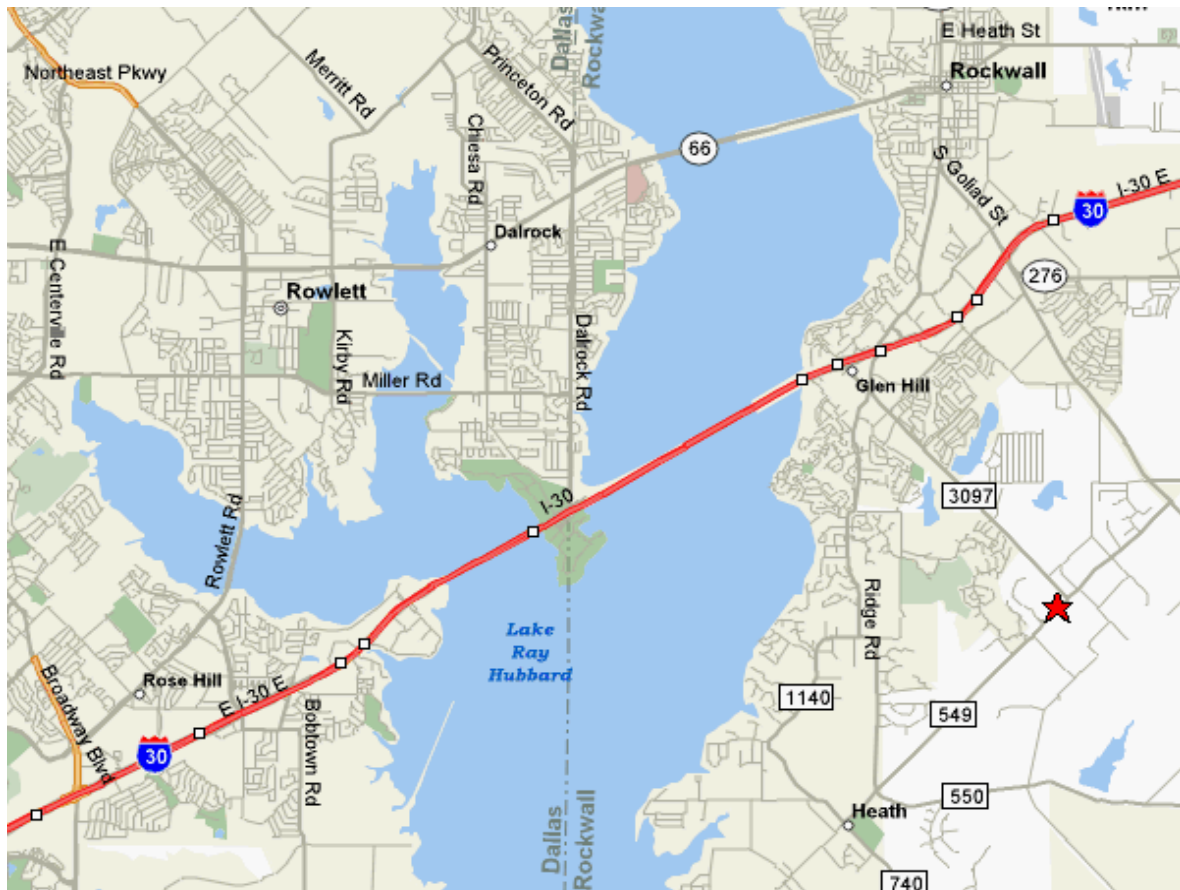 E Heath St
Rockwall
Northeast Pkwy
Merritt Rd
Princeton Rd
Dallas
Rockwall
Chiesa Rd
66
S Goliad St
I-30 E
30
Dalrock
276
E Centerville Rd
Rowlett
Kirby Rd
Dalrock Rd
Miller Rd
Glen Hill
3097
I-30
Rowlett Rd
Ridge Rd
Lake
Ray
Hubbard
Rose Hill
E I-30 E
1140
549
Broadway Blvd
Bobtown Rd
30
550
Heath
Dallas
Rockwall
740